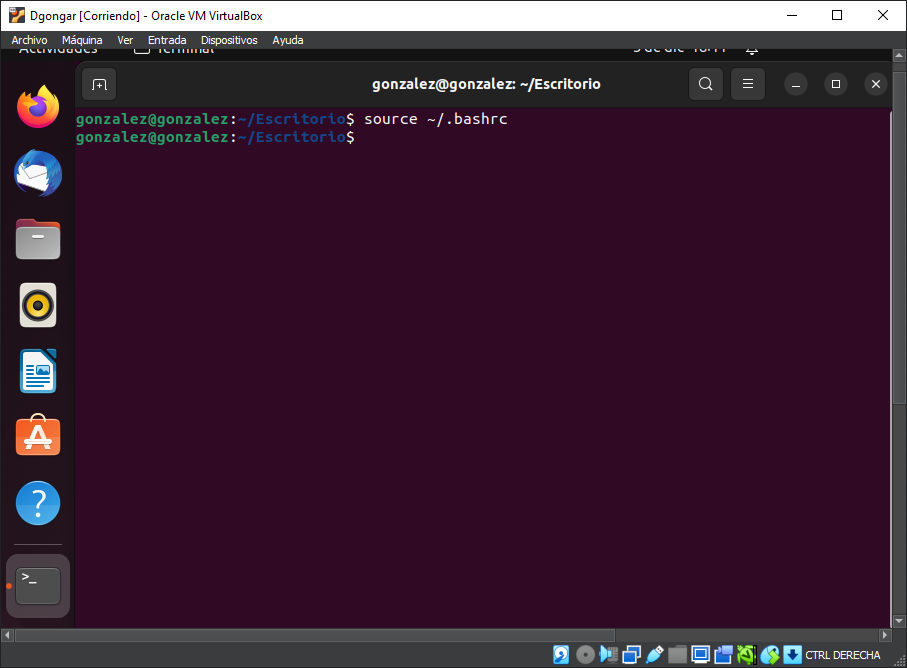 Dgongar [Corriendo] - Oracle VM VirtualBox
Archivo Máquina Ver Entrada Dispositivos Ayuda
Actividades Terminal
gonzalez@gonzalez: ~/Escritorio
gonzalez@gonzalez:~/Escritorio$ source ~/.bashrc
gonzalez@gonzalez:~/Escritorio$
CTRL DERECHA